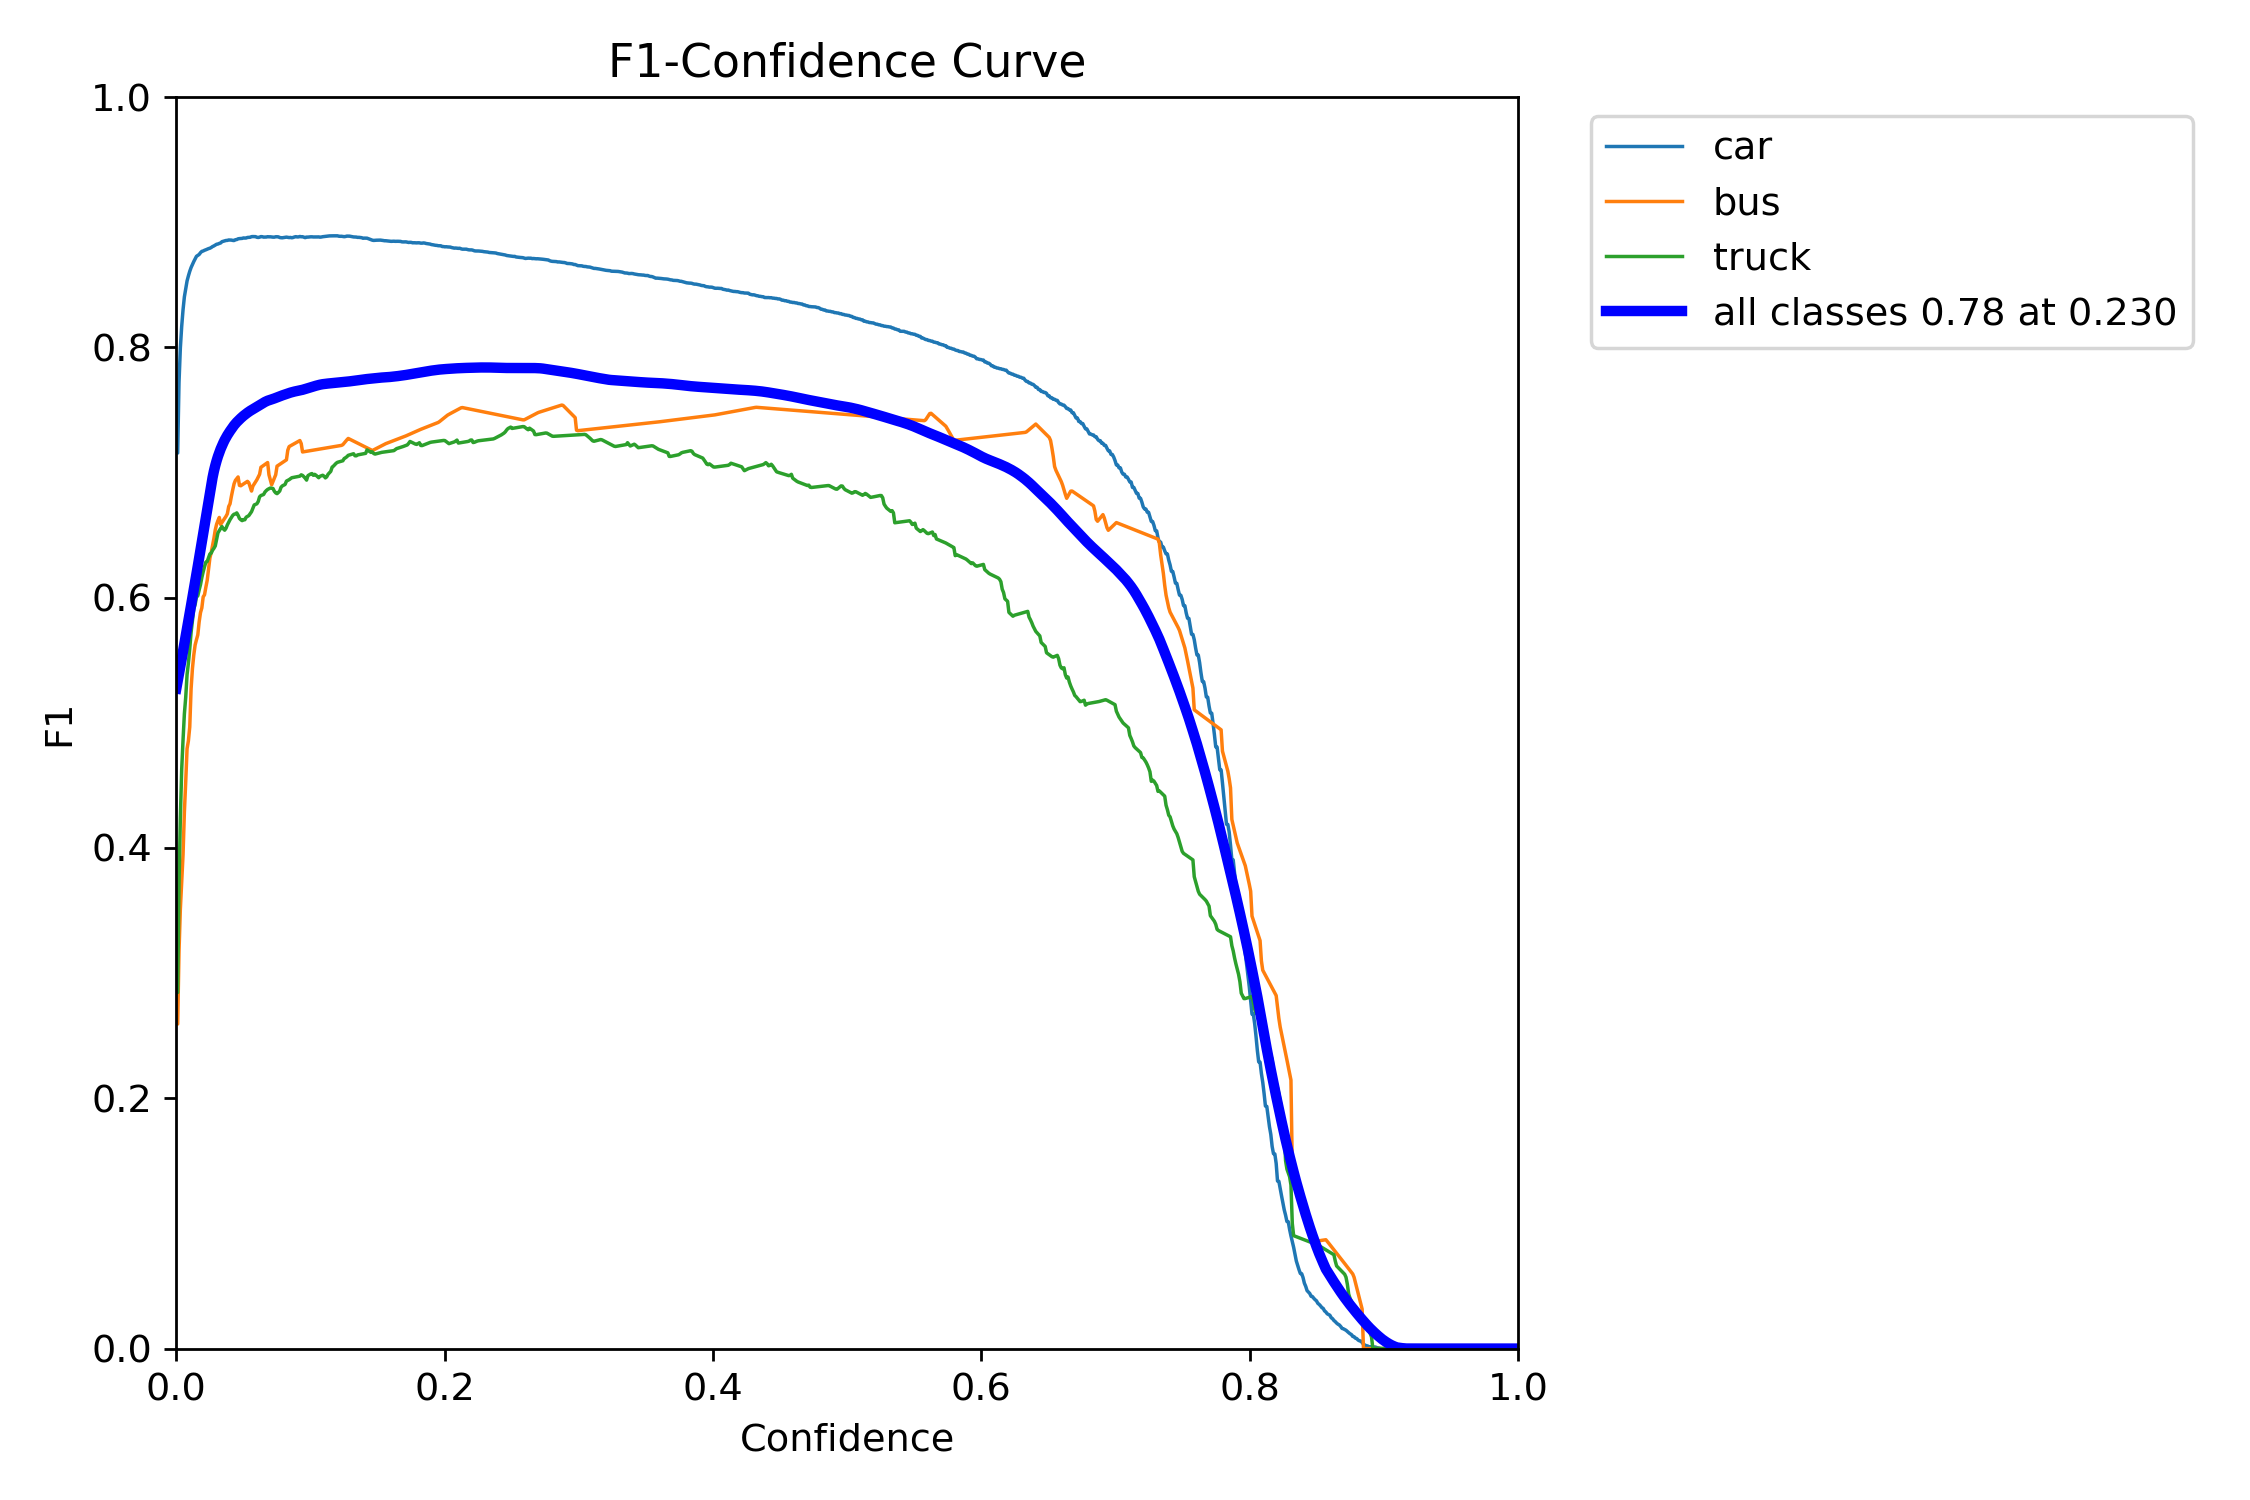 F1-Confidence Curve
1.0
0.8
0.6
0.4
0.2
0.0
F1
0.0 0.2 0.4 0.6 0.8 1.0
Confidence
car
bus
truck
all classes 0.78 at 0.230